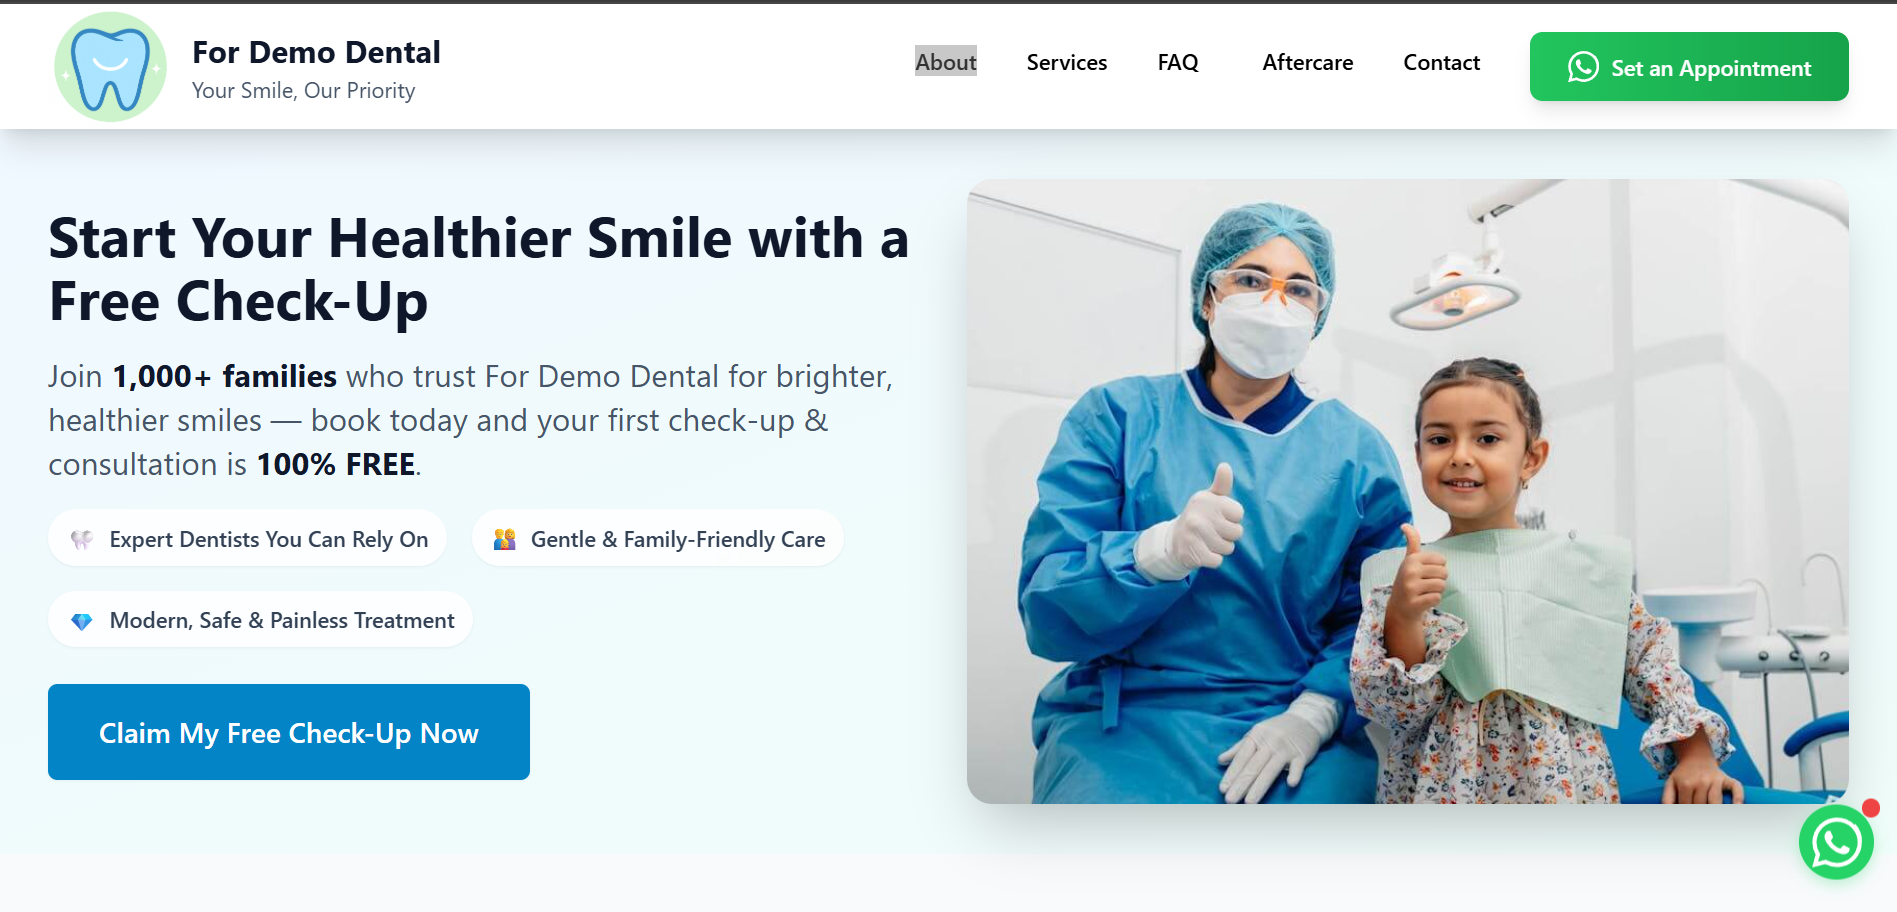 For Demo Dental
Your Smile, Our Priority
About
Services
FAQ
Aftercare
Contact
Set an Appointment
Start Your Healthier Smile with a
Free Check-Up
Join 1,000+ families who trust For Demo Dental for brighter,
healthier smiles — book today and your first check-up &
consultation is 100% FREE.
Expert Dentists You Can Rely On
Gentle & Family-Friendly Care
Modern, Safe & Painless Treatment
Claim My Free Check-Up Now